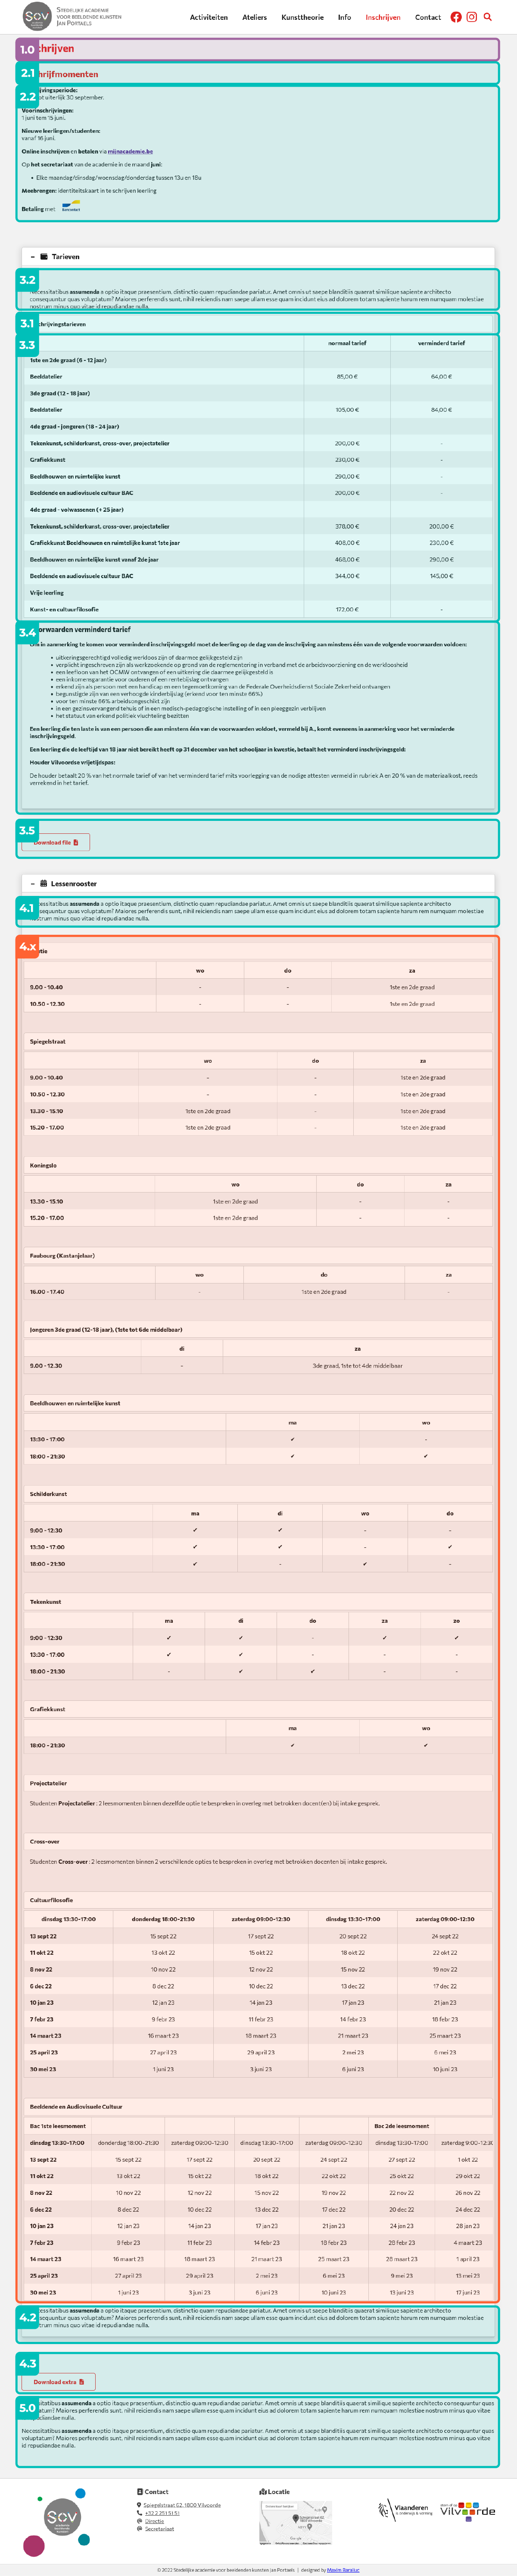 Stedelijke academie
voor beeldende kunsten
Jan Portaels
Activiteiten Ateliers Kunsttheorie Info Inschrijven Contact
1.0
2.1
2.2
uiterlijk 30 september.
Voorinschrijvingen:
1 juni tem 15 juni.
Nieuwe leerlingen/studenten:
vanaf 16 juni.
Online inschrijven en betalen via mijnacademie.be
Op het secretariaat van de academie in de maand juni:
Elke maandag/dinsdag/woensdag/donderdag tussen 13u en 18u
Meebrengen: identiteitskaart in te schrijven leerling
Betaling met
Tarieven
3.2
assumenda a optio itaque praesentium, distinctio quam repudiandae pariatur. Amet omnis ut saepe blanditiis quaerat similique sapiente architecto
consequuntur quas voluptatum? Maiores perferendis sunt, nihil reiciendis nam saepe ullam esse quam incidunt eius ad dolorem totam sapiente harum rem numquam molestiae
nostrum minus quo vitae id repudiandae nulla.
3.1
3.3
normaal tarief verminderd tarief
1ste en 2de graad (6 - 12 jaar)
Beeldatelier 85,00 € 64,00 €
3de graad (12 - 18 jaar)
Beeldatelier 105,00 € 84,00 €
4de graad - jongeren (18 - 24 jaar)
Tekenkunst, schilderkunst, cross-over, projectatelier 200,00 € -
Grafiekkunst 230,00 € -
Beeldhouwen en ruimtelijke kunst 290,00 € -
Beeldende en audiovisuele cultuur BAC 200,00 € -
4de graad - volwassenen (+ 25 jaar)
Tekenkunst, schilderkunst, cross-over, projectatelier 378,00 € 200,00 €
Grafiekkunst Beeldhouwen en ruimtelijke kunst 1ste jaar 408,00 € 230,00 €
Beeldhouwen en ruimtelijke kunst vanaf 2de jaar 468,00 € 290,00 €
Beeldende en audiovisuele cultuur BAC 344,00 € 145,00 €
Vrije leerling
Kunst- en cultuurfilosofie 172,00 € -
3.4
verminderd tarief
Om in aanmerking te komen voor verminderd inschrijvingsgeld moet de leerling op de dag van de inschrijving aan minstens één van de volgende voorwaarden voldoen:
uitkeringsgerechtigd volledig werkloos zijn of daarmee gelijkgesteld zijn
verplicht ingeschreven zijn als werkzoekende op grond van de reglementering in verband met de arbeidsvoorziening en de werkloosheid
een leefloon van het OCMW ontvangen of een uitkering die daarmee gelijkgesteld is
een inkomensgarantie voor ouderen of een rentebijslag ontvangen
erkend zijn als persoon met een handicap en een tegemoetkoming van de Federale Overheidsdienst Sociale Zekerheid ontvangen
begunstigde zijn van een verhoogde kinderbijslag (erkend onder minder 66%)
voor ten minste 66% arbeidsongeschikt zijn
in een gezinsvervangend tehuis of in een medisch-pedagogische instelling of in een pleeggezin verblijven
het statuut van erkend politiek vluchteling bezitten
Een leerling die ten laste is van een persoon die aan minstens één van de voorwaarden voldoet, vermeld bij A., komt eveneens in aanmerking voor het verminderde
inschrijvingsgeld.
Een leerling die de leeftijd van 18 jaar niet bereikt heeft op 31 december van het schooljaar in kwestie, betaalt het verminderd inschrijvingsgeld:
Houder Vilvoordse vrijetijdspas:
De houder betaalt 20 % van het normale tarief of van het verminderd tarief mits voorlegging van de nodige attesten vermeld in rubriek A en 20 % van de materiaalkost, reeds
verrekend in het tarief.
3.5
Download file
Lessenrooster
4.1
assumenda a optio itaque praesentium, distinctio quam repudiandae pariatur. Amet omnis ut saepe blanditiis quaerat similique sapiente architecto
consequuntur quas voluptatum? Maiores perferendis sunt, nihil reiciendis nam saepe ullam esse quam incidunt eius ad dolorem totam sapiente harum rem numquam molestiae
nostrum minus quo vitae id repudiandae nulla.
4.x
wo do za
9.00 - 10.40 - - 1ste en 2de graad
10.50 - 12.30 - - 1ste en 2de graad
Spiegelstraat
wo do za
9.00 - 10.40 - - 1ste en 2de graad
10.50 - 12.30 - - 1ste en 2de graad
13.30 - 15.10 1ste en 2de graad - 1ste en 2de graad
15.20 - 17.00 1ste en 2de graad - 1ste en 2de graad
Koningslo
wo do za
13.30 - 15.10 1ste en 2de graad - -
15.20 - 17.00 1ste en 2de graad - -
Faubourg (Kastanjelaar)
wo do za
16.00 - 17.40 - 1ste en 2de graad -
Jongeren 3de graad (12-18 jaar), (1ste tot 6de middelbaar)
di za
9.00 - 12.30 - 3de graad, 1ste tot 4de middelbaar
Beeldhouwen en ruimtelijke kunst
ma wo
13:30 - 17:00 ✓ -
18:00 - 21:30 ✓ ✓
Schilderkunst
ma di wo do
9:00 - 12:30 ✓ ✓ - -
13:30 - 17:00 ✓ ✓ - ✓
18:00 - 21:30 ✓ - ✓ -
Tekenkunst
ma di do za zo
9:00 - 12:30 ✓ ✓ - ✓ ✓
13:30 - 17:00 ✓ ✓ - - -
18:00 - 21:30 - ✓ ✓ - -
Grafiekkunst
ma wo
18:00 - 21:30 ✓ ✓
Projectatelier
Studenten Projectatelier : 2 lesmomenten binnen dezelfde optie te bespreken in overleg met betrokken docent(en) bij intake gesprek.
Cross-over
Studenten Cross-over : 2 lesmomenten binnen 2 verschillende opties te bespreken in overleg met betrokken docenten bij intake gesprek.
Cultuurfilosofie
dinsdag 13:30-17:00 donderdag 18:00-21:30 zaterdag 09:00-12:30 dinsdag 13:30-17:00 zaterdag 09:00-12:30
13 sept 22 15 sept 22 17 sept 22 20 sept 22 24 sept 22
11 okt 22 13 okt 22 15 okt 22 18 okt 22 22 okt 22
8 nov 22 10 nov 22 12 nov 22 15 nov 22 19 nov 22
6 dec 22 8 dec 22 10 dec 22 13 dec 22 17 dec 22
10 jan 23 12 jan 23 14 jan 23 17 jan 23 21 jan 23
7 febr 23 9 febr 23 11 febr 23 14 febr 23 18 febr 23
14 maart 23 16 maart 23 18 maart 23 21 maart 23 25 maart 23
25 april 23 27 april 23 29 april 23 2 mei 23 6 mei 23
30 mei 23 1 juni 23 3 juni 23 6 juni 23 10 juni 23
Beeldende en Audiovisuele Cultuur
Bac 1ste lesmoment Bac 2de lesmoment
dinsdag 13:30-17:00 donderdag 18:00-21:30 zaterdag 09:00-12:30 dinsdag 13:30-17:00 zaterdag 09:00-12:30 dinsdag 13:30-17:00 zaterdag 9:00-12:30
13 sept 22 15 sept 22 17 sept 22 20 sept 22 24 sept 22 27 sept 22 1 okt 22
11 okt 22 13 okt 22 15 okt 22 18 okt 22 22 okt 22 25 okt 22 29 okt 22
8 nov 22 10 nov 22 12 nov 22 15 nov 22 19 nov 22 22 nov 22 26 nov 22
6 dec 22 8 dec 22 10 dec 22 13 dec 22 17 dec 22 20 dec 22 24 dec 22
10 jan 23 12 jan 23 14 jan 23 17 jan 23 21 jan 23 24 jan 23 28 jan 23
7 febr 23 9 febr 23 11 febr 23 14 febr 23 18 febr 23 28 febr 23 4 maart 23
14 maart 23 16 maart 23 18 maart 23 21 maart 23 25 maart 23 28 maart 23 1 april 23
25 april 23 27 april 23 29 april 23 2 mei 23 6 mei 23 9 mei 23 13 mei 23
30 mei 23 1 juni 23 3 juni 23 6 juni 23 10 juni 23 13 juni 23 17 juni 23
4.2
assumenda a optio itaque praesentium, distinctio quam repudiandae pariatur. Amet omnis ut saepe blanditiis quaerat similique sapiente architecto
consequuntur quas voluptatum? Maiores perferendis sunt, nihil reiciendis nam saepe ullam esse quam incidunt eius ad dolorem totam sapiente harum rem numquam molestiae
nostrum minus quo vitae id repudiandae nulla.
4.3
Download extra
5.0
assumenda a optio itaque praesentium, distinctio quam repudiandae pariatur. Amet omnis ut saepe blanditiis quaerat similique sapiente architecto consequuntur quas
voluptatum? Maiores perferendis sunt, nihil reiciendis nam saepe ullam esse quam incidunt eius ad dolorem totam sapiente harum rem numquam molestiae nostrum minus quo vitae
repudiandae nulla.
Necessitatibus assumenda a optio itaque praesentium, distinctio quam repudiandae pariatur. Amet omnis ut saepe blanditiis quaerat similique sapiente architecto consequuntur quas
voluptatum? Maiores perferendis sunt, nihil reiciendis nam saepe ullam esse quam incidunt eius ad dolorem totam sapiente harum rem numquam molestiae nostrum minus quo vitae
id repudiandae nulla.
Contact
Spiegelstraat 62, 1800 Vilvoorde
+32 2 251 51 51
Directie
Secretariaat
Locatie
Vlaanderen
vilvoorde
© 2022 Stedelijke academie voor beeldende kunsten Jan Portaels | designed by